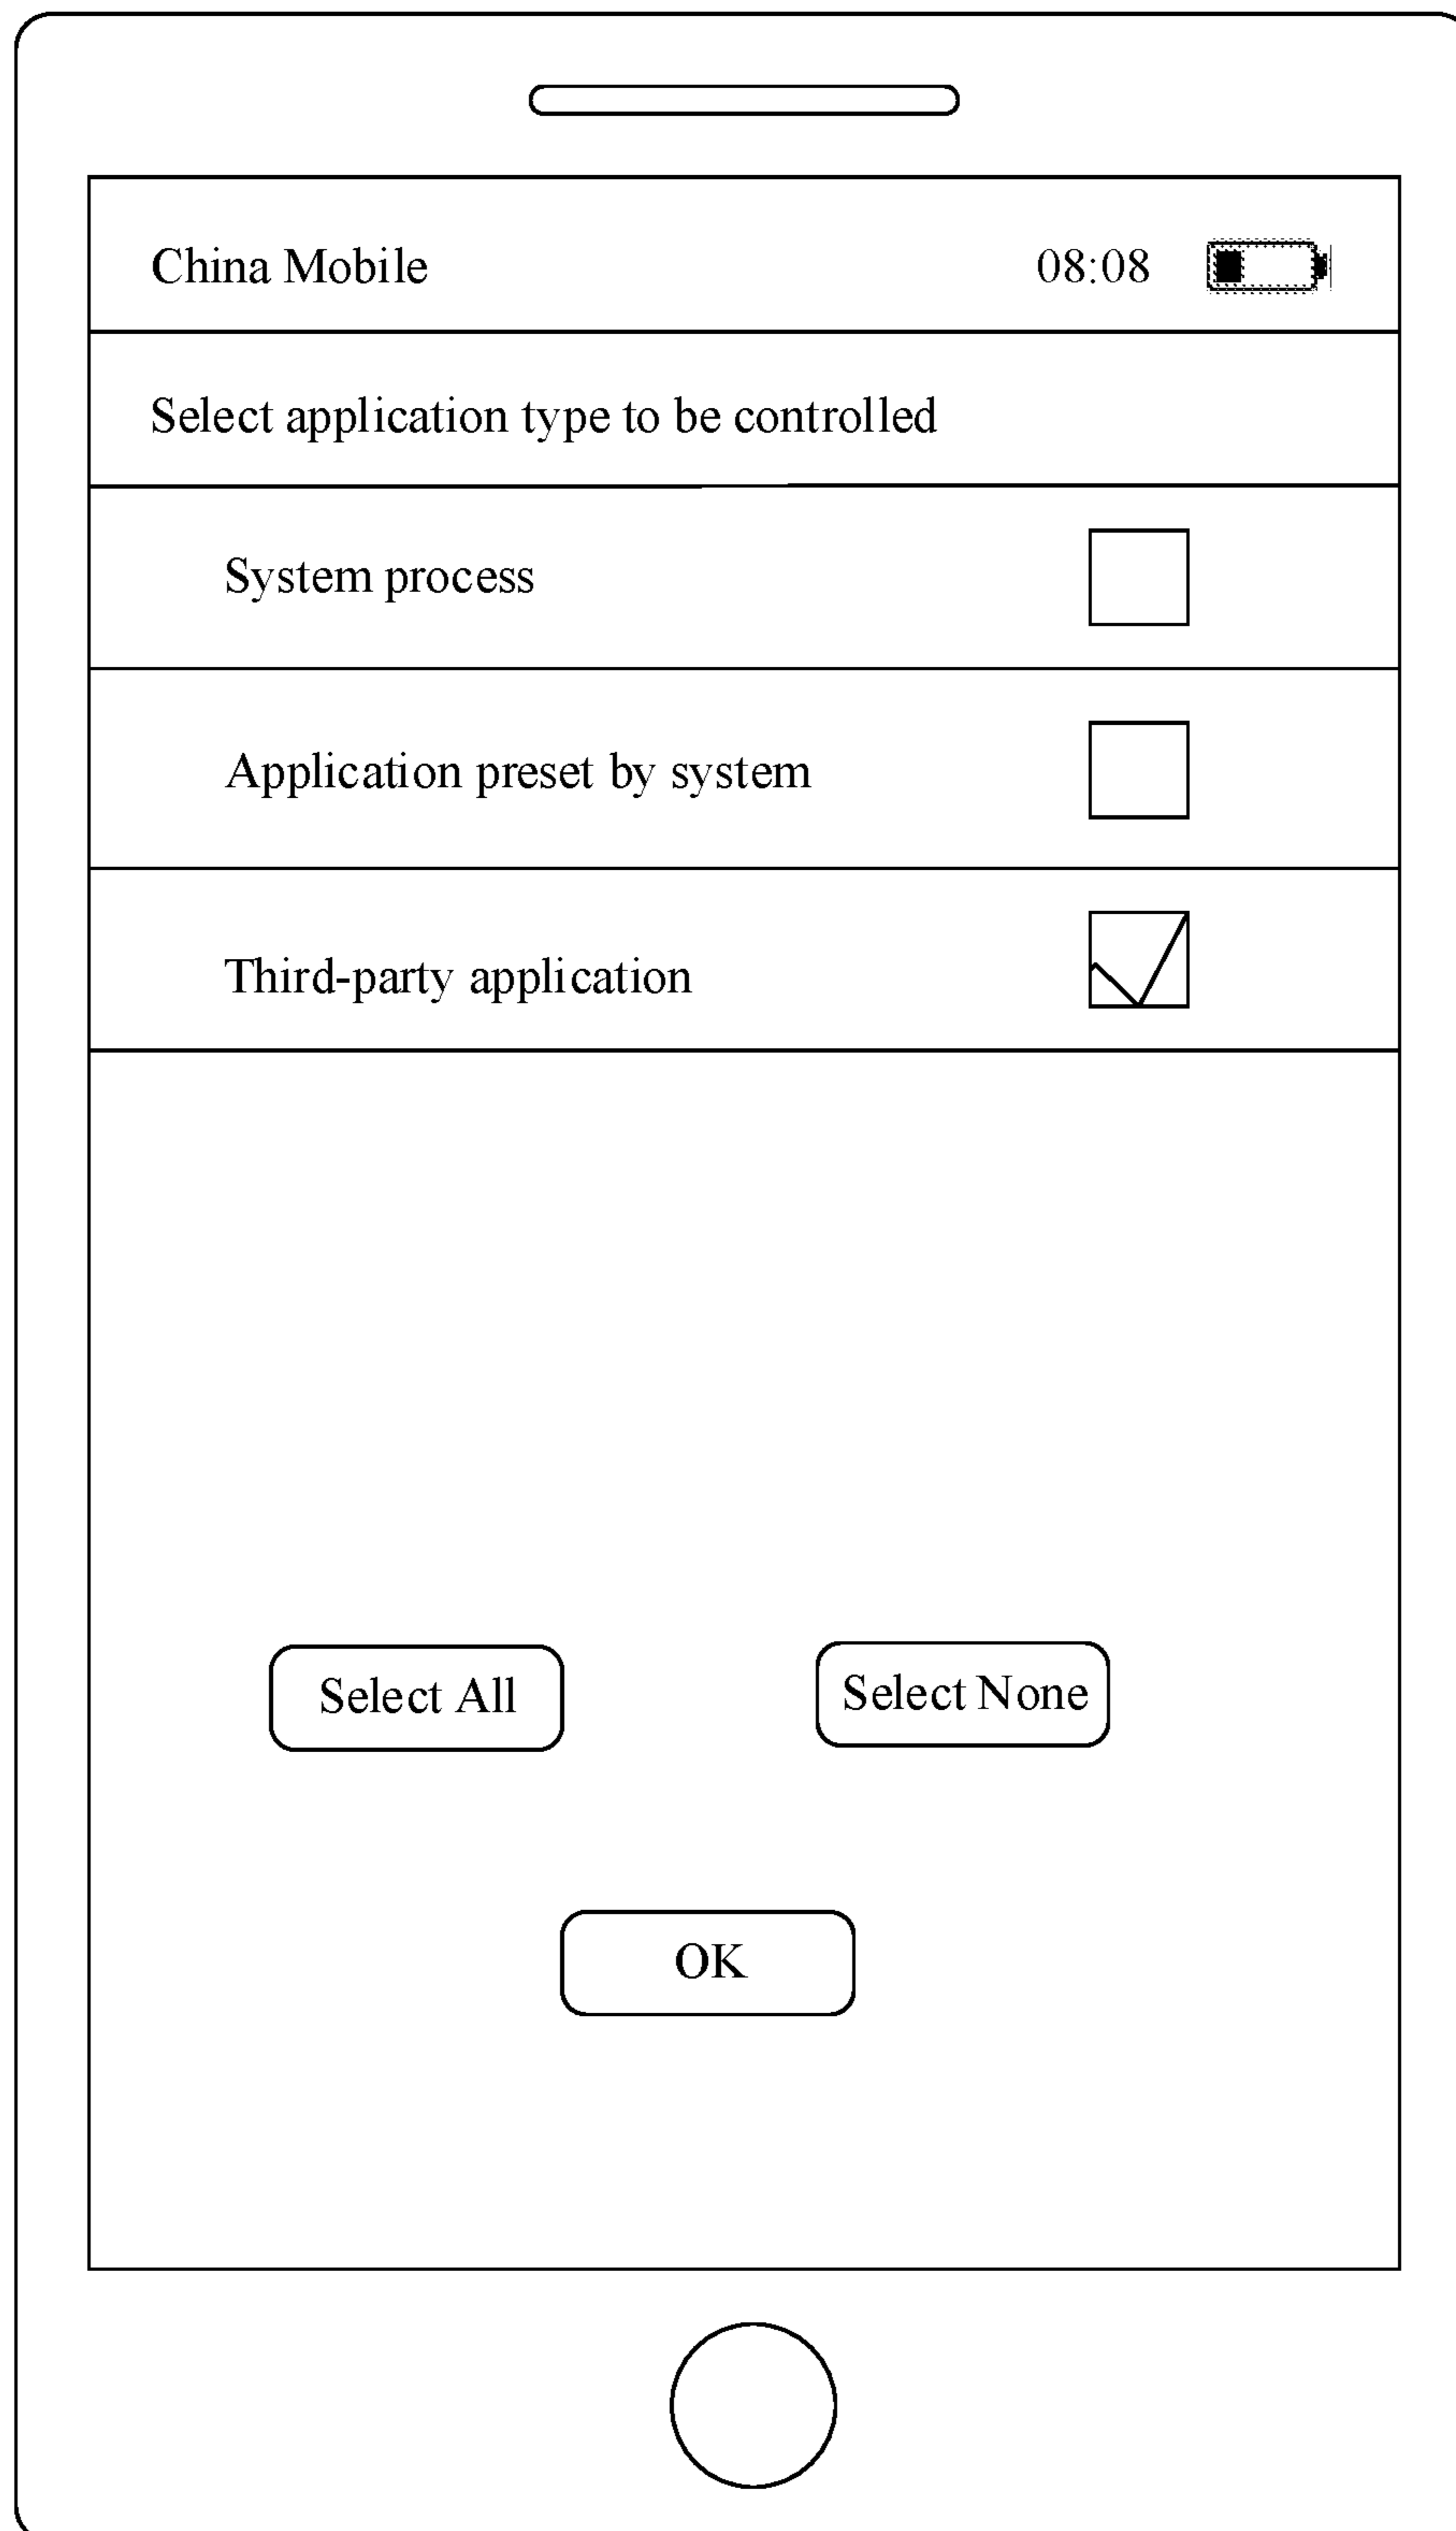 China Mobile 08:08
Select application type to be controlled
System process
Application preset by system
Third-party application
Select All Select None
OK